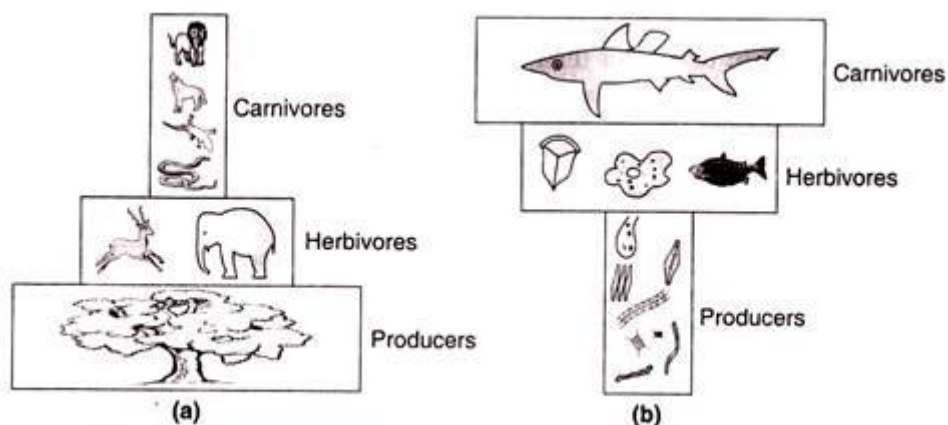 Carnivores
Herbivores
Producers
(a)
Carnivores
Herbivores
Producers
(b)